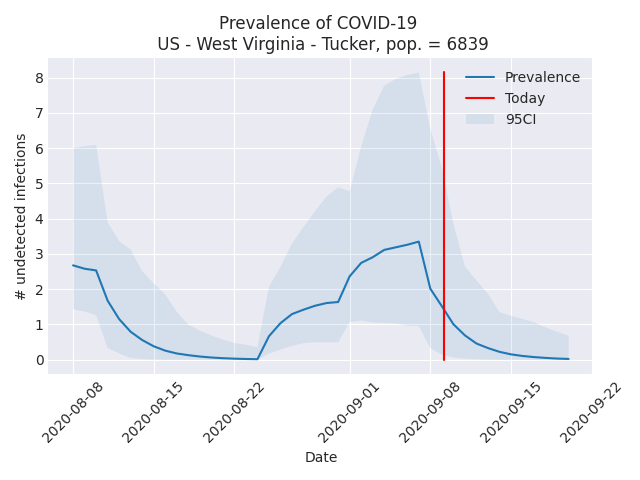 Prevalence of COVID-19
US - West Virginia - Tucker, pop. = 6839
Prevalence
Today
95CI
# undetected infections
8
7
6
5
4
3
2
1
0
2020-08-08
2020-08-15
2020-08-22
2020-09-01
2020-09-08
2020-09-15
2020-09-22
Date